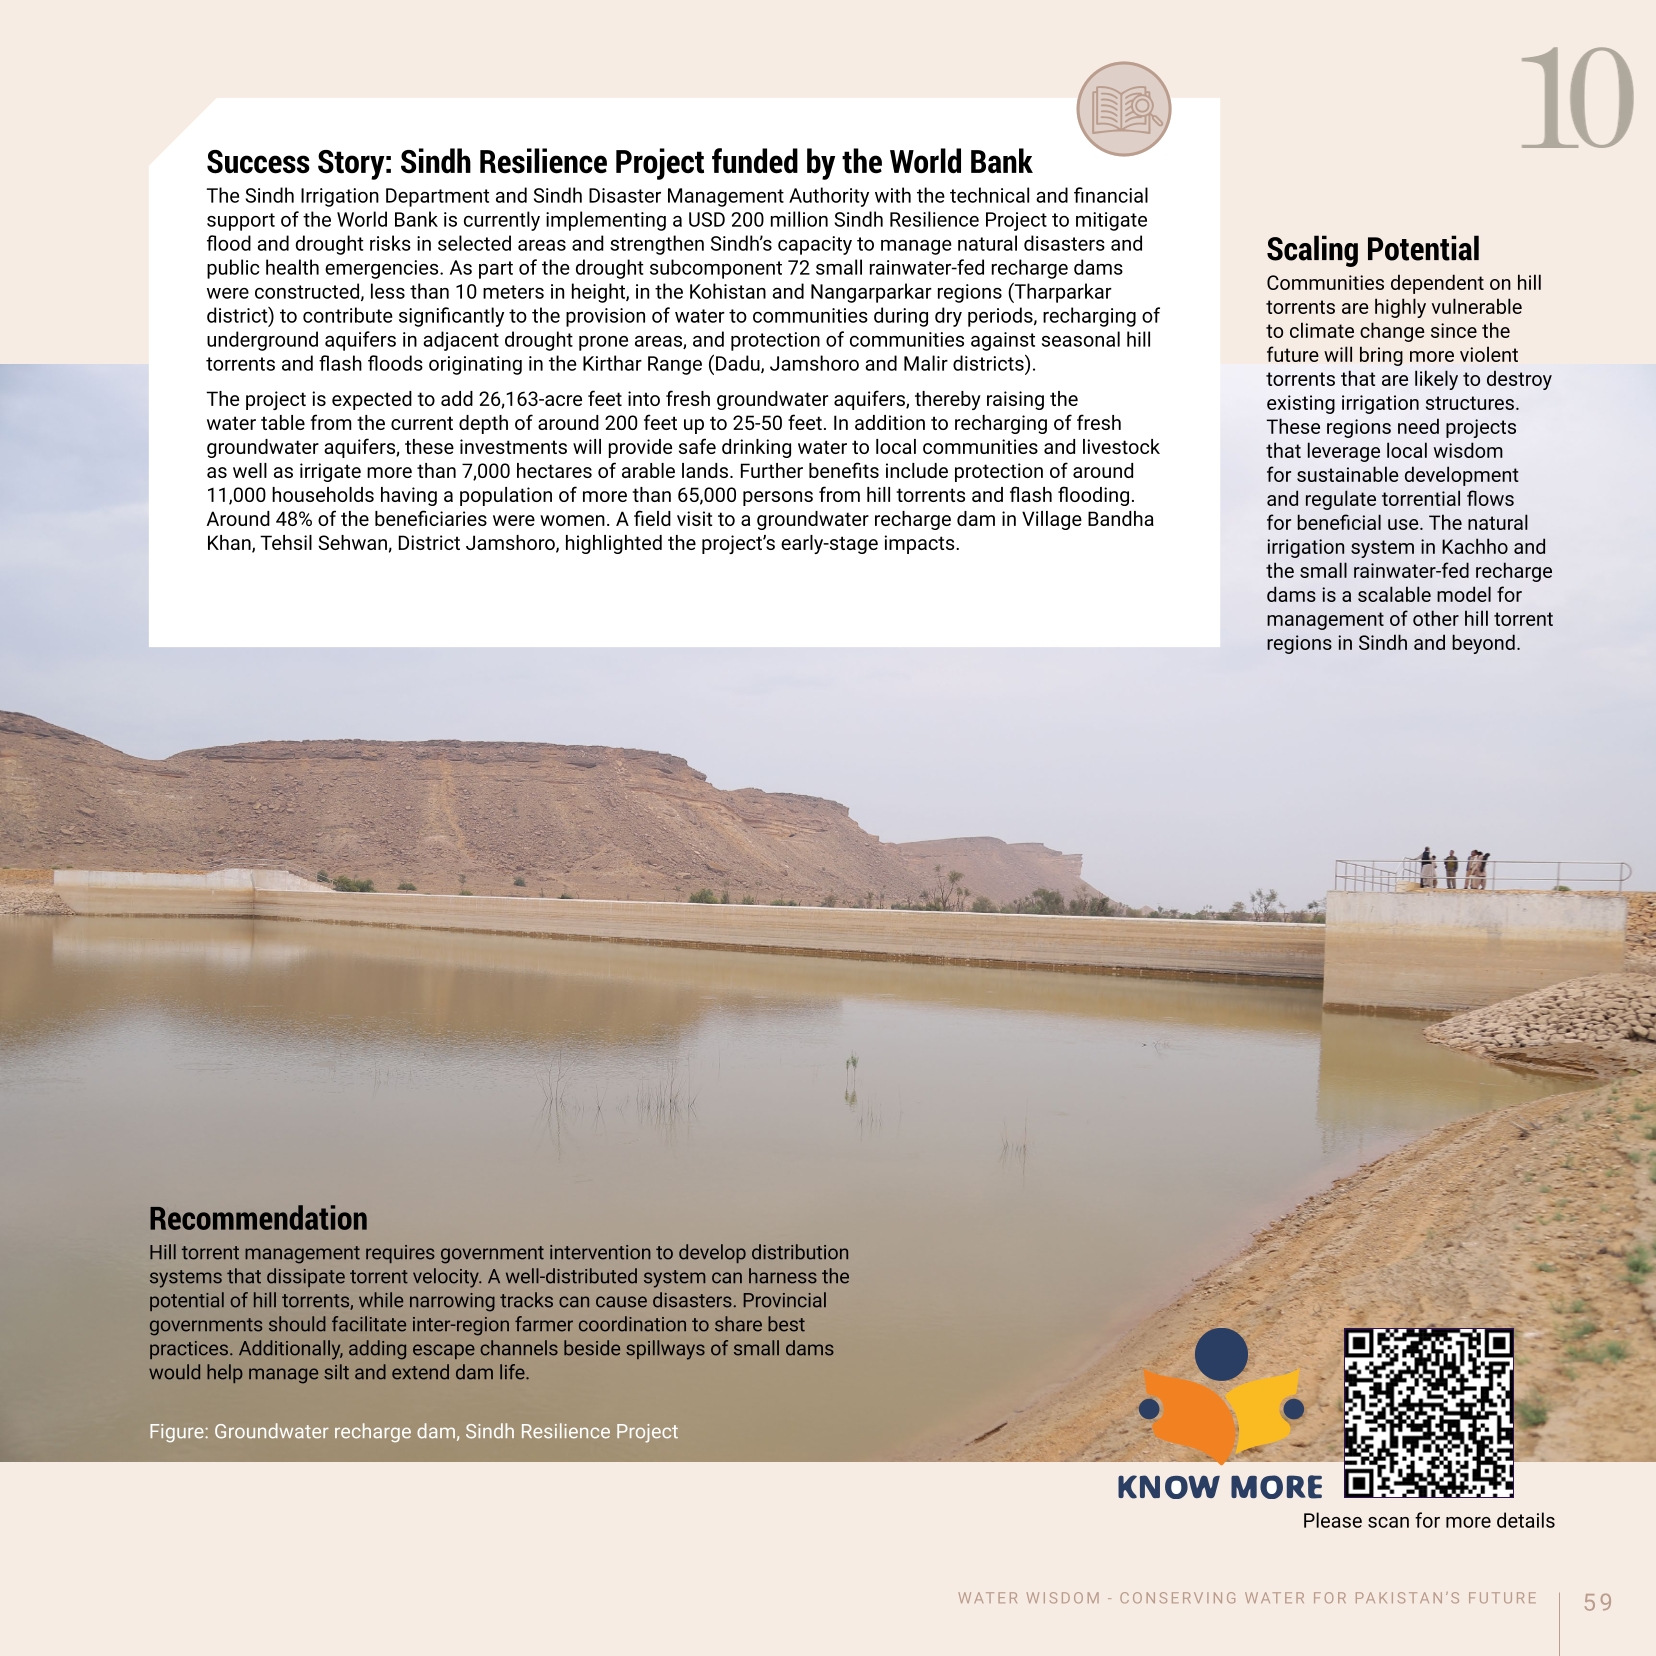 10
Success Story: Sindh Resilience Project funded by the World Bank
The Sindh Irrigation Department and Sindh Disaster Management Authority with the technical and financial
support of the World Bank is currently implementing a USD 200 million Sindh Resilience Project to mitigate
flood and drought risks in selected areas and strengthen Sindh’s capacity to manage natural disasters and
public health emergencies. As part of the drought subcomponent 72 small rainwater-fed recharge dams
were constructed, less than 10 meters in height, in the Kohistan and Nangarparkar regions (Tharparkar
district) to contribute significantly to the provision of water to communities during dry periods, recharging of
underground aquifers in adjacent drought prone areas, and protection of communities against seasonal hill
torrents and flash floods originating in the Kirthar Range (Dadu, Jamshoro and Malir districts).
The project is expected to add 26,163-acre feet into fresh groundwater aquifers, thereby raising the
water table from the current depth of around 200 feet up to 25-50 feet. In addition to recharging of fresh
groundwater aquifers, these investments will provide safe drinking water to local communities and livestock
as well as irrigate more than 7,000 hectares of arable lands. Further benefits include protection of around
11,000 households having a population of more than 65,000 persons from hill torrents and flash flooding.
Around 48% of the beneficiaries were women. A field visit to a groundwater recharge dam in Village Bandha
Khan, Tehsil Sehwan, District Jamshoro, highlighted the project’s early-stage impacts.
Scaling Potential
Communities dependent on hill
torrents are highly vulnerable
to climate change since the
future will bring more violent
torrents that are likely to destroy
existing irrigation structures.
These regions need projects
that leverage local wisdom
for sustainable development
and regulate torrential flows
for beneficial use. The natural
irrigation system in Kachho and
the small rainwater-fed recharge
dams is a scalable model for
management of other hill torrent
regions in Sindh and beyond.
Recommendation
Hill torrent management requires government intervention to develop distribution
systems that dissipate torrent velocity. A well-distributed system can harness the
potential of hill torrents, while narrowing tracks can cause disasters. Provincial
governments should facilitate inter-region farmer coordination to share best
practices. Additionally, adding escape channels beside spillways of small dams
would help manage silt and extend dam life.
Figure: Groundwater recharge dam, Sindh Resilience Project
KNOW MORE
Please scan for more details
WATER WISDOM - CONSERVING WATER FOR PAKISTAN’S FUTURE
59